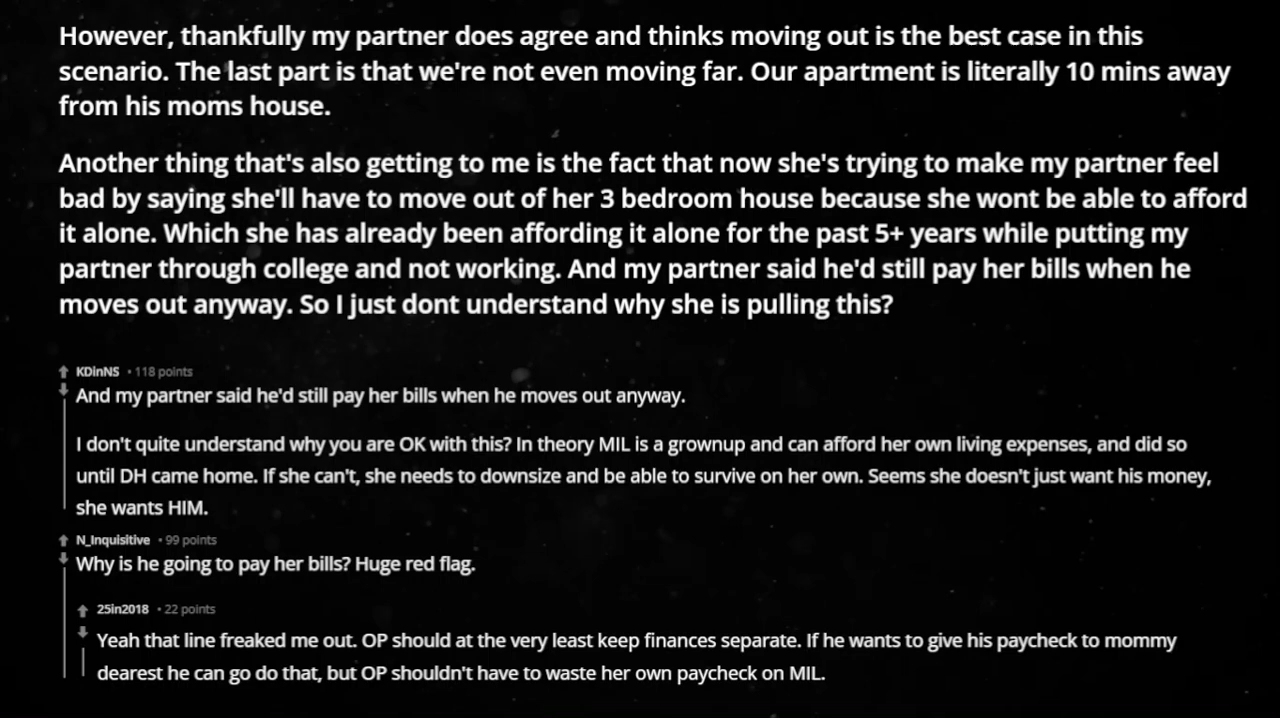 However, thankfully my partner does agree and thinks moving out is the best case in this
scenario. The last part is that we're not even moving far. Our apartment is literally 10 mins away
from his moms house.
Another thing that's also getting to me is the fact that now she's trying to make my partner feel
bad by saying she'll have to move out of her 3 bedroom house because she wont be able to afford
it alone. Which she has already been affording it alone for the past 5+ years while putting my
partner through college and not working. And my partner said he'd still pay her bills when he
moves out anyway. So I just dont understand why she is pulling this?
KDinNS • 118 points
And my partner said he'd still pay her bills when he moves out anyway.
I don't quite understand why you are OK with this? In theory MIL is a grownup and can afford her own living expenses, and did so
until DH came home. If she can't, she needs to downsize and be able to survive on her own. Seems she doesn't just want his money,
she wants HIM.
N_Inquisitive • 99 points
Why is he going to pay her bills? Huge red flag.
25in2018 • 22 points
Yeah that line freaked me out. OP should at the very least keep finances separate. If he wants to give his paycheck to mommy
dearest he can go do that, but OP shouldn't have to waste her own paycheck on MIL.